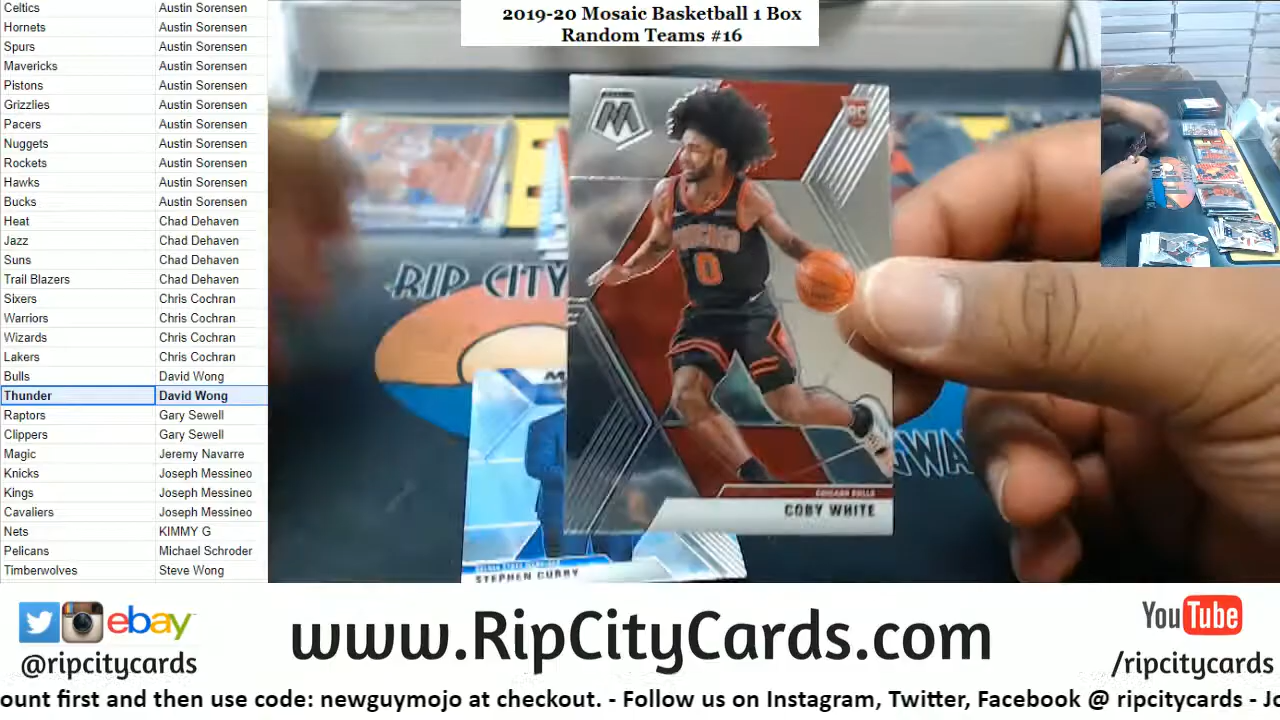 2019-20 Mosaic Basketball 1 Box
Random Teams #16
Celtics Austin Sorensen
Hornets Austin Sorensen
Spurs Austin Sorensen
Mavericks Austin Sorensen
Pistons Austin Sorensen
Grizzlies Austin Sorensen
Pacers Austin Sorensen
Nuggets Austin Sorensen
Rockets Austin Sorensen
Hawks Austin Sorensen
Bucks Austin Sorensen
Heat Chad Dehaven
Jazz Chad Dehaven
Suns Chad Dehaven
Trail Blazers Chad Dehaven
Sixers Chris Cochran
Warriors Chris Cochran
Wizards Chris Cochran
Lakers Chris Cochran
Bulls David Wong
Thunder David Wong
Raptors Gary Sewell
Clippers Gary Sewell
Magic Jeremy Navarre
Knicks Joseph Messineo
Kings Joseph Messineo
Cavaliers Joseph Messineo
Nets KIMMY G
Pelicans Michael Schroder
Timberwolves Steve Wong
RC
RIP CITY
CHICAGO
0
CHICAGO BULLS
COBY WHITE
STEPHEN CURRY
ebay
@ripcitycards
www.RipCityCards.com
YouTube
/ripcitycards
ount first and then use code: newguymojo at checkout. - Follow us on Instagram, Twitter, Facebook @ ripcitycards - Jo